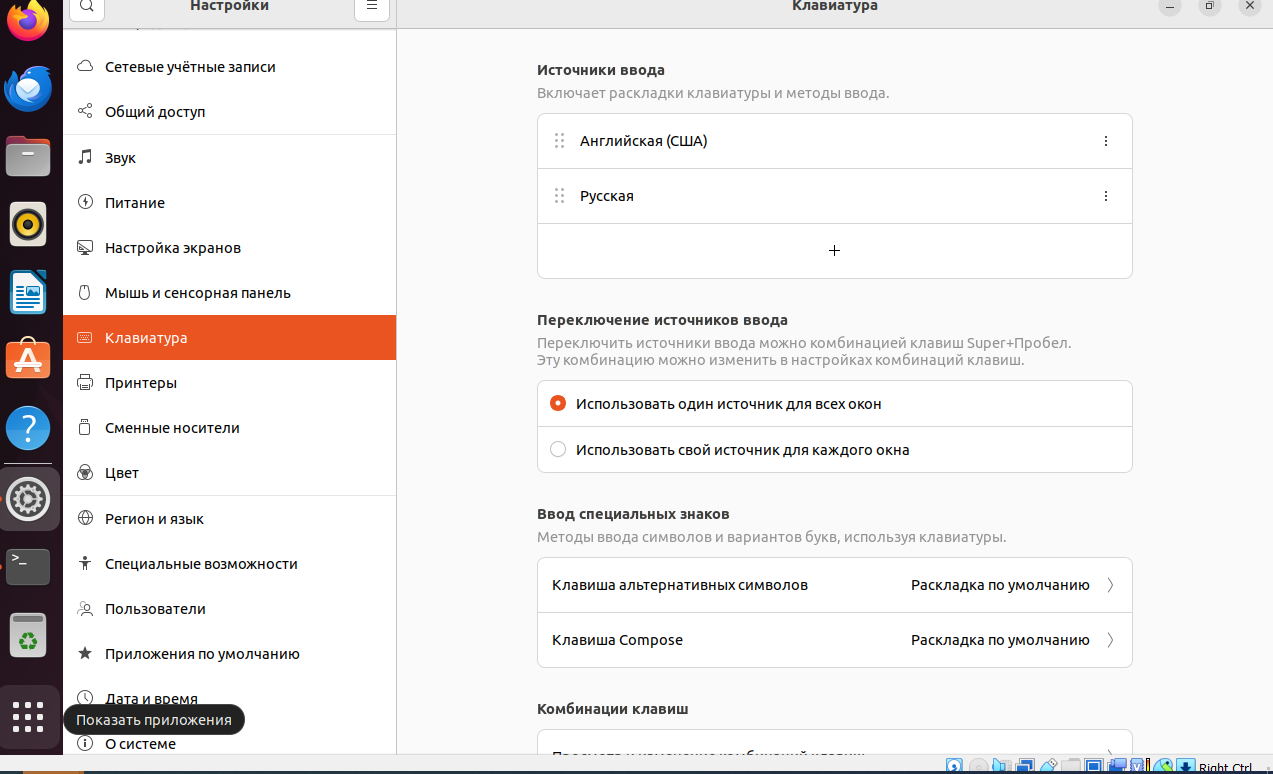 Настройки
Клавиатура
Сетевые учётные записи
Общий доступ
Звук
Питание
Настройка экранов
Мышь и сенсорная панель
Клавиатура
Принтеры
Сменные носители
Цвет
Регион и язык
Специальные возможности
Пользователи
Приложения по умолчанию
Дата и время
Показать приложения
О системе
Источники ввода
Включает раскладки клавиатуры и методы ввода.
Английская (США)
Русская
Переключение источников ввода
Переключить источники ввода можно комбинацией клавиш Super+Пробел.
Эту комбинацию можно изменить в настройках комбинаций клавиш.
Использовать один источник для всех окон
Использовать свой источник для каждого окна
Ввод специальных знаков
Методы ввода символов и вариантов букв, используя клавиатуры.
Клавиша альтернативных символов Раскладка по умолчанию
Клавиша Compose Раскладка по умолчанию
Комбинации клавиш
Просмотр и изменение комбинаций клавиш
Right Ctrl